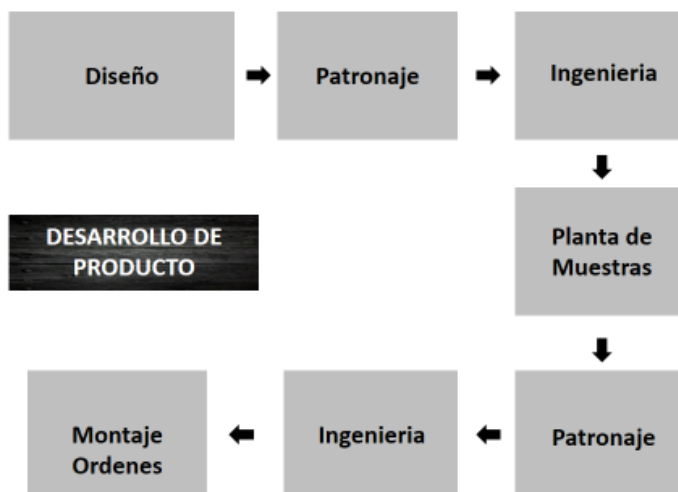 Diseño
Patronaje
Ingenieria
DESARROLLO DE
PRODUCTO
Planta de
Muestras
Montaje
Ordenes
Ingenieria
Patronaje